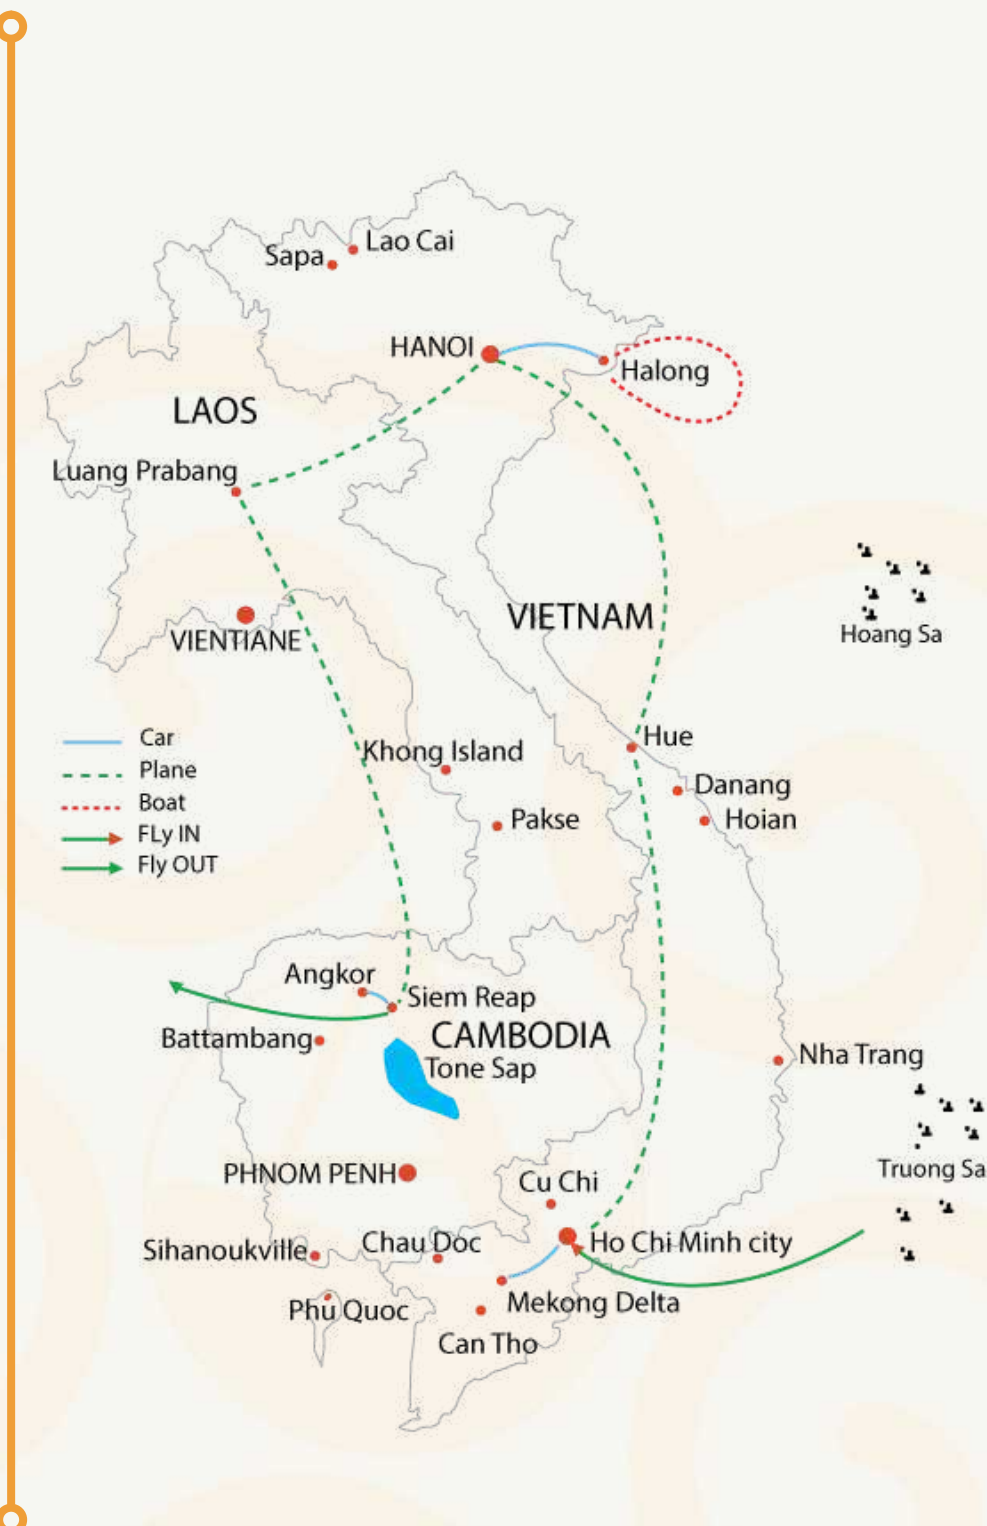 Lao Cai
Sapa
HANOI
Halong
LAOS
Luang Prabang
VIETNAM
VIENTIANE
Hoang Sa
Car
Plane
Boat
FLy IN
Fly OUT
Khong Island
Hue
Danang
Pakse
Hoian
Angkor
Siem Reap
CAMBODIA
Battambang
Tone Sap
Nha Trang
PHNOM PENH
Truong Sa
Cu Chi
Sihanoukville
Chau Doc
Ho Chi Minh city
Phu Quoc
Mekong Delta
Can Tho